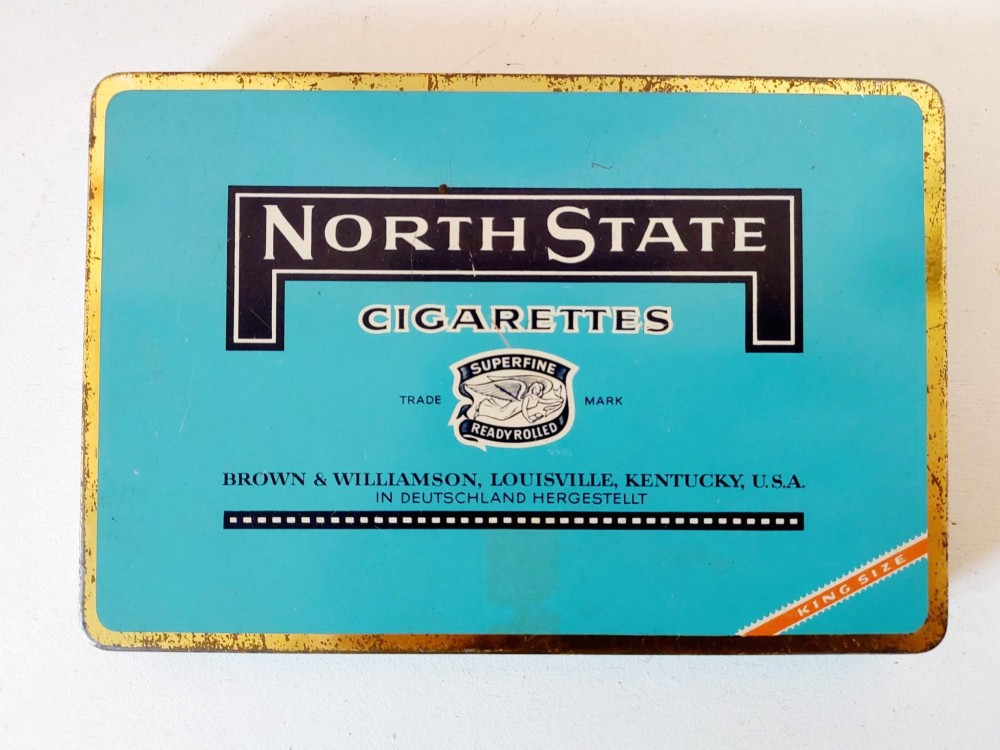 NORTH STATE
CIGARETTES
SUPERFINE
TRADE MARK
READY ROLLED
BROWN & WILLIAMSON, LOUISVILLE, KENTUCKY, U.S.A.
IN DEUTSCHLAND HERGESTELLT
KING SIZE